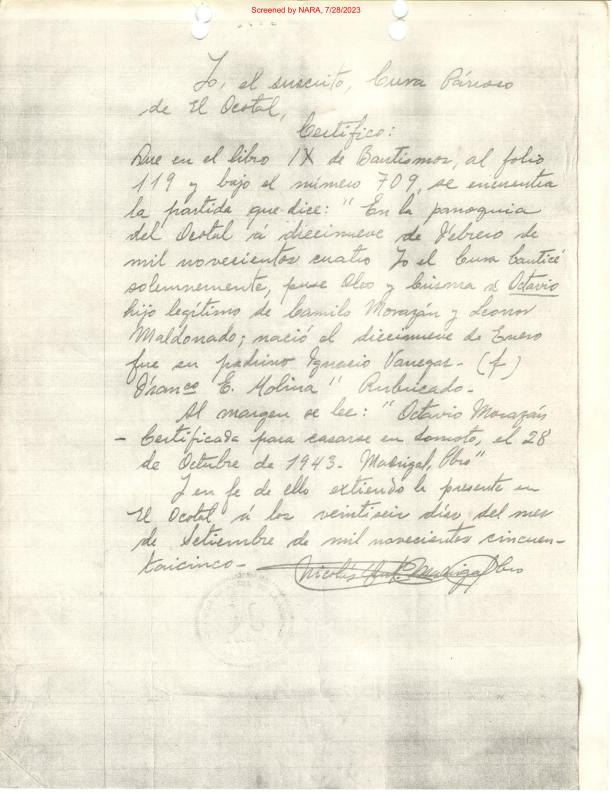 Screened by NARA, 7/28/2023
Yo, el suscrito, Cura Párroco
de El Ocotal,
Certifico:
Que en el libro IX de Bautismos, al folio
119 y bajo el número 709, se encuentra
la partida que dice: "En la parroquia
del Ocotal á diecinueve de Febrero de
mil novecientos cuatro Yo el Cura bauticé
solemnemente, puse Oleo y Crisma á Octavio
hijo legítimo de Camilo Morazán y Leonor
Maldonado; nació el diecinueve de Enero
fue su padrino Ignacio Vanegas - (f)
Franco E. Molina" Rubricado -
Al margen se lee: "Octavio Morazán
- Certificada para casarse en Somoto, el 28
de Octubre de 1943 - Madrigal, Pbro"
Y en fe de ello extiendo la presente en
El Ocotal á los veintiseis días del mes
de Setiembre de mil novecientos cincuen-
taicinco -
Nicolás Madrigal Pbro